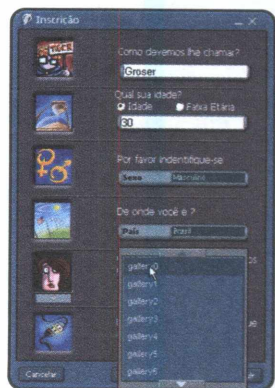 Inscrição
Como devemos lhe chamar?
Groser
Qual sua idade?
Idade Faixa Etária
30
Por favor indentifique-se
Sexo Masculino
De onde você e ?
País Brasil
gallery0
gallery1
gallery2
gallery3
gallery4
gallery5
gallery6
Cancelar